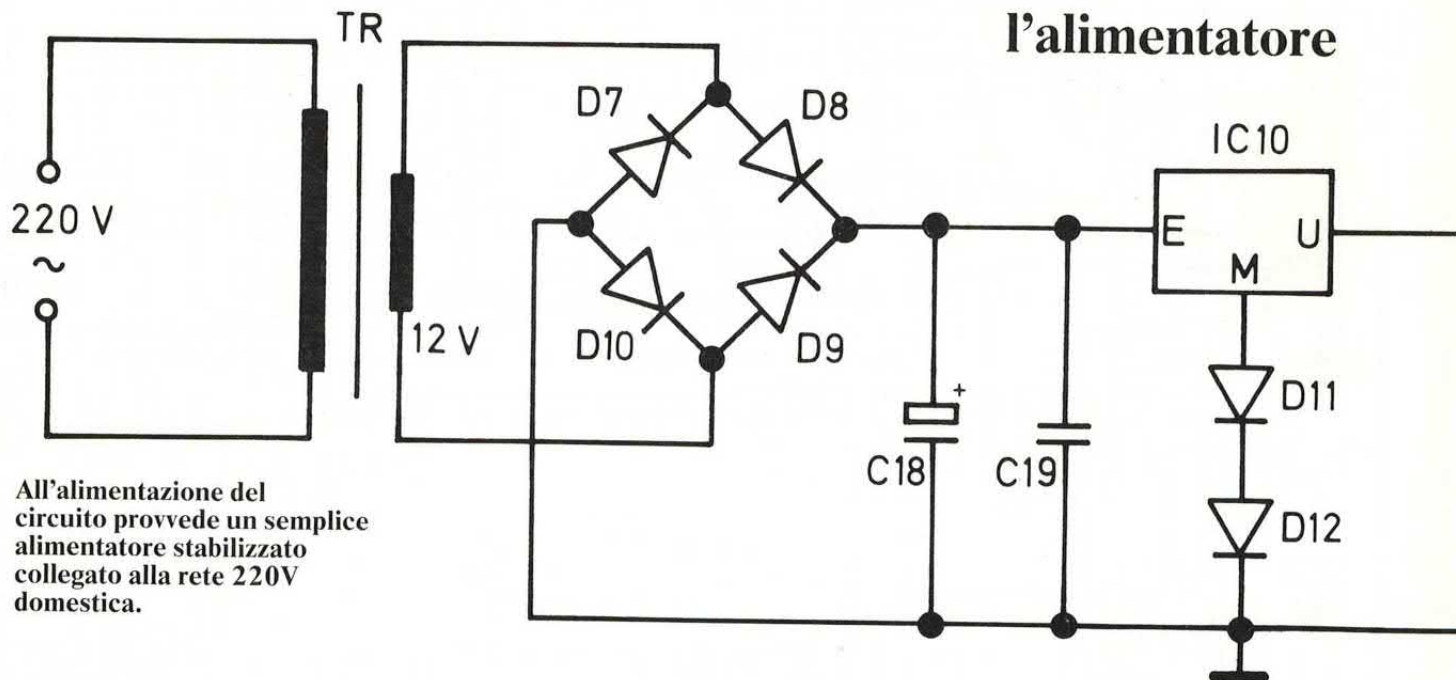 l'alimentatore
TR
D7
D8
IC10
220 V
~
E
U
M
12 V
D10
D9
+
D11
C18
C19
D12
All'alimentazione del
circuito provvede un semplice
alimentatore stabilizzato
collegato alla rete 220V
domestica.